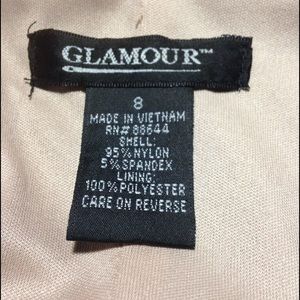 GLAMOUR™
8
MADE IN VIETNAM
RN# 88644
SHELL:
95% NYLON
5% SPANDEX
LINING:
100% POLYESTER
CARE ON REVERSE